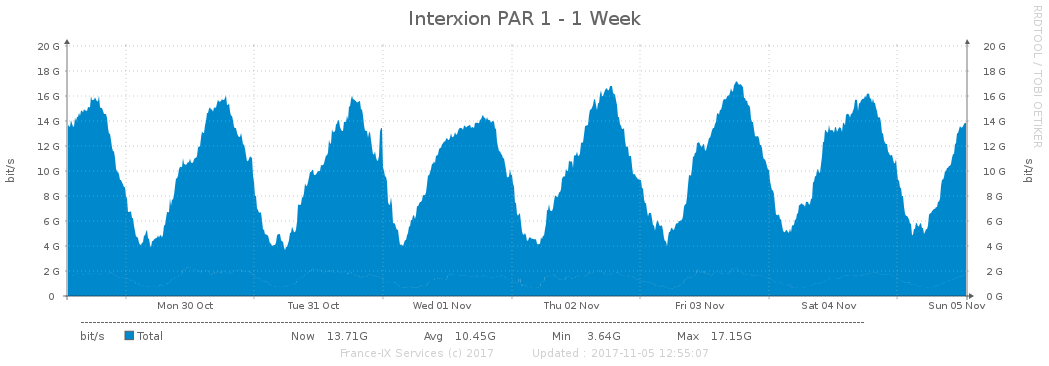 Interxion PAR 1 - 1 Week
RRDTOOL / TOBI OETIKER
20 G 20 G
18 G 18 G
16 G 16 G
14 G 14 G
12 G 12 G
10 G 10 G
8 G 8 G
6 G 6 G
4 G 4 G
2 G 2 G
0 0 G
bit/s
bit/s
Mon 30 Oct Tue 31 Oct Wed 01 Nov Thu 02 Nov Fri 03 Nov Sat 04 Nov Sun 05 Nov
bit/s Total Now 13.71G Avg 10.45G Min 3.64G Max 17.15G
France-IX Services (c) 2017 Updated : 2017-11-05 12:55:07